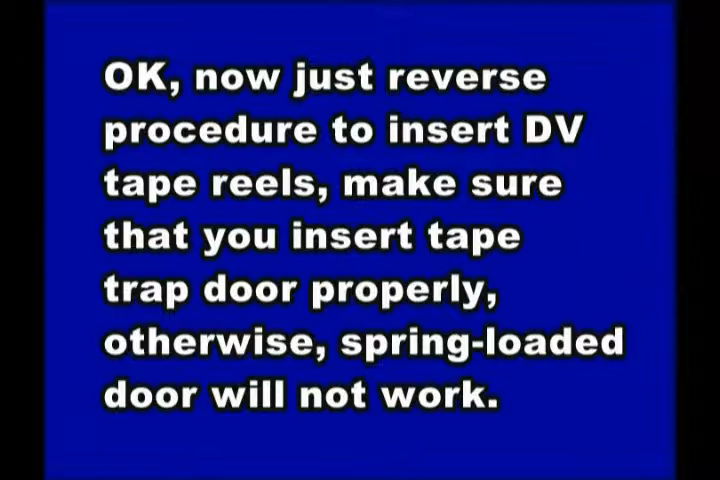 OK, now just reverse
procedure to insert DV
tape reels, make sure
that you insert tape
trap door properly,
otherwise, spring-loaded
door will not work.